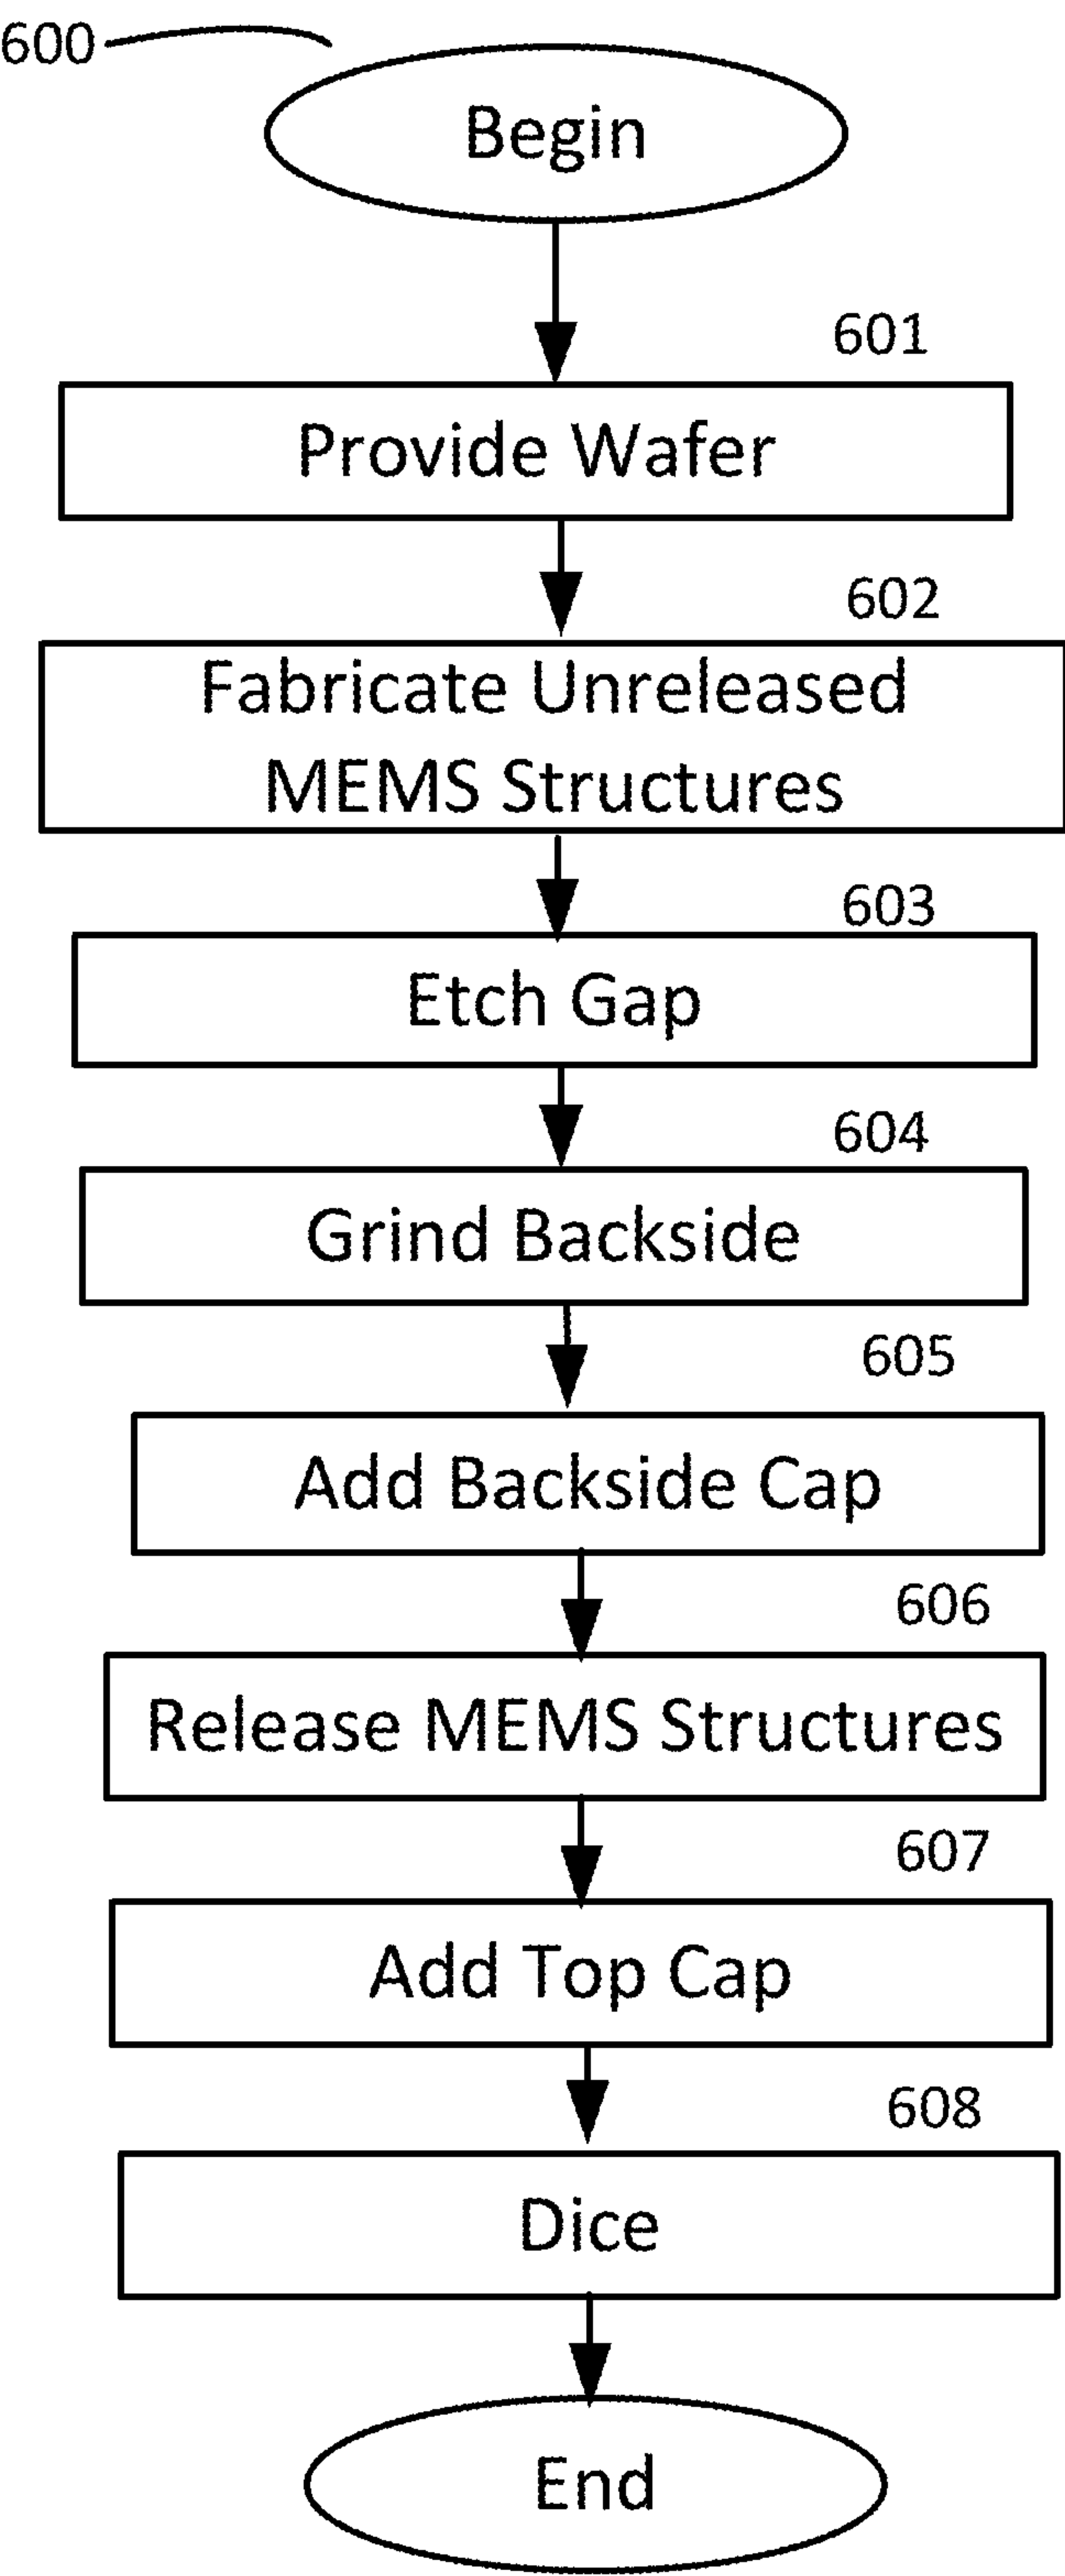 600
Begin
601
Provide Wafer
602
Fabricate Unreleased
MEMS Structures
603
Etch Gap
604
Grind Backside
605
Add Backside Cap
606
Release MEMS Structures
607
Add Top Cap
608
Dice
End